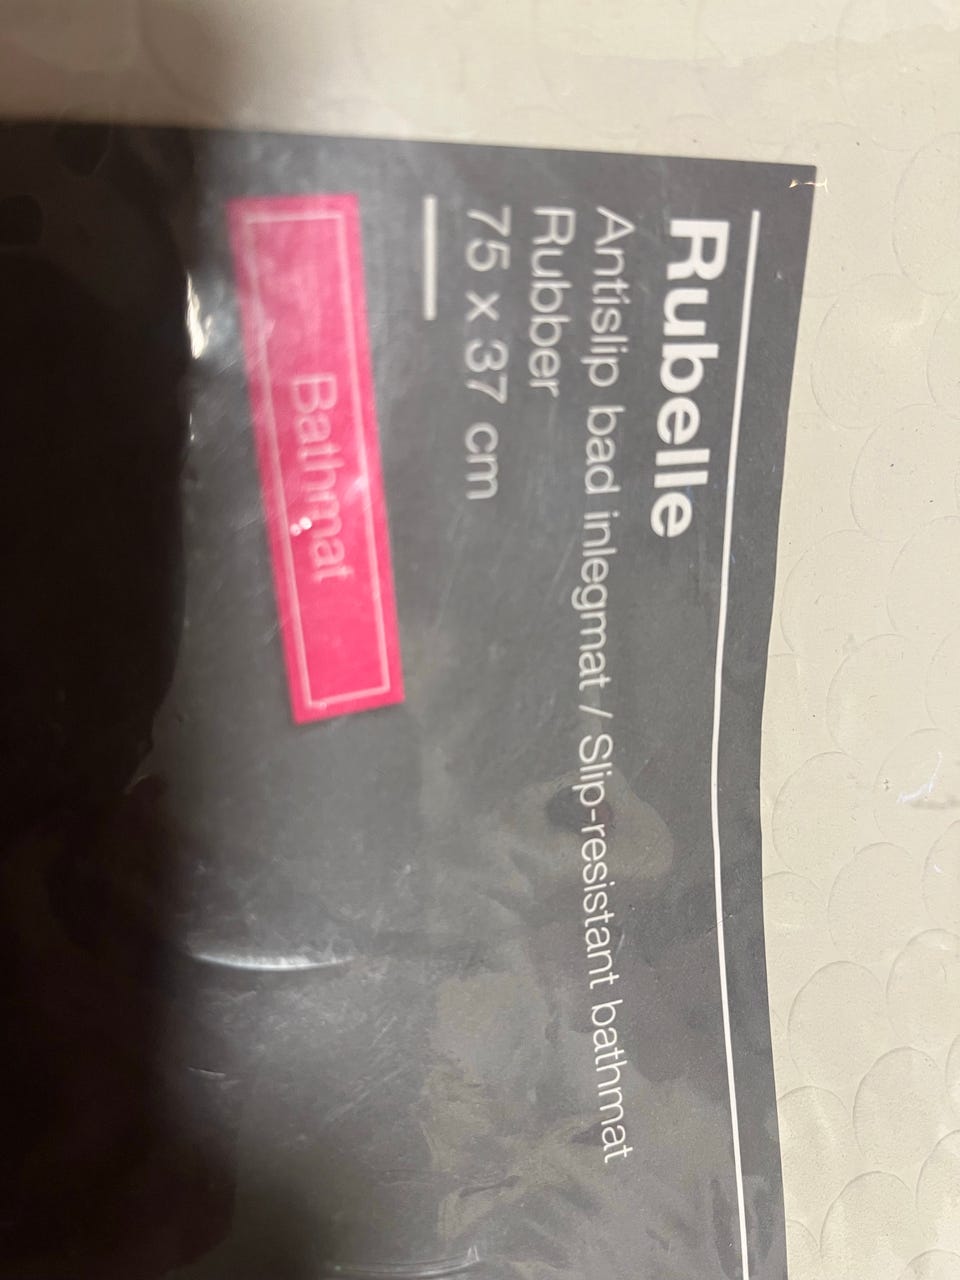 Rubelle
Antislip bad inlegmat / Slip-resistant bathmat
Rubber
75 x 37 cm
Bathmat